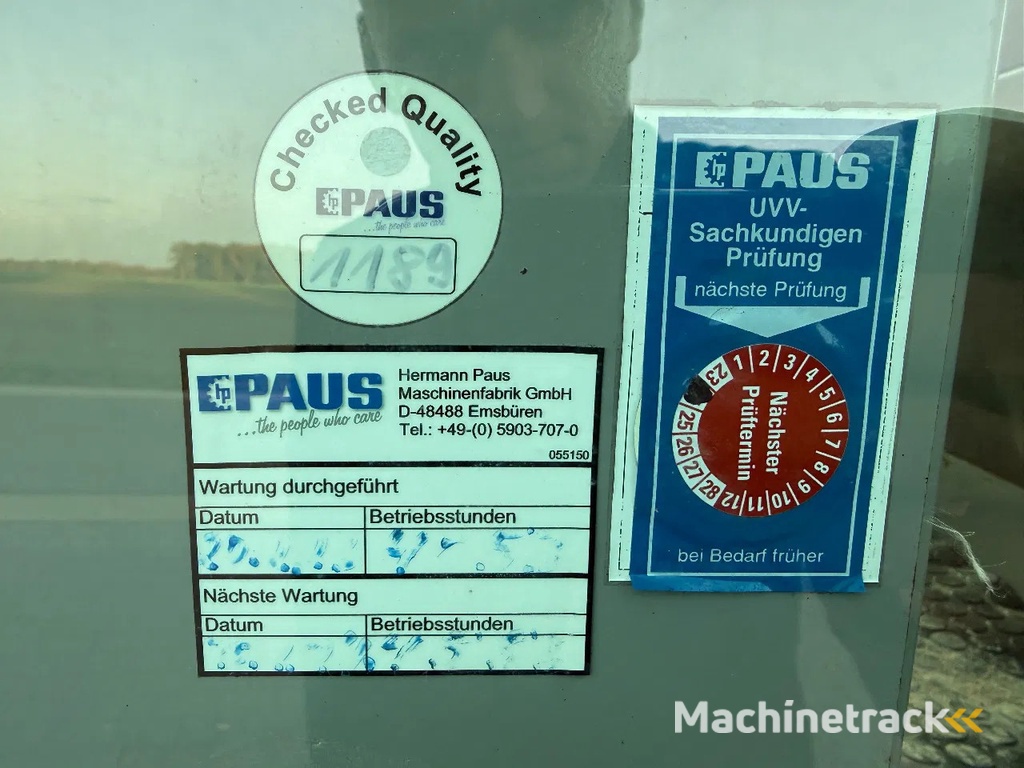 Checked Quality
hp PAUS
...the people who care
1189
hp PAUS
...the people who care
Hermann Paus
Maschinenfabrik GmbH
D-48488 Emsbüren
Tel.: +49-(0) 5903-707-0
055150
Wartung durchgeführt
Datum
Betriebsstunden
Nächste Wartung
Datum
Betriebsstunden
hp PAUS
UVV-
Sachkundigen
Prüfung
nächste Prüfung
1 2 3 4 5 6 7 8 9 10 11 12
23 25 26 27 28
Nächster
Prüftermin
bei Bedarf früher
Machinetrack